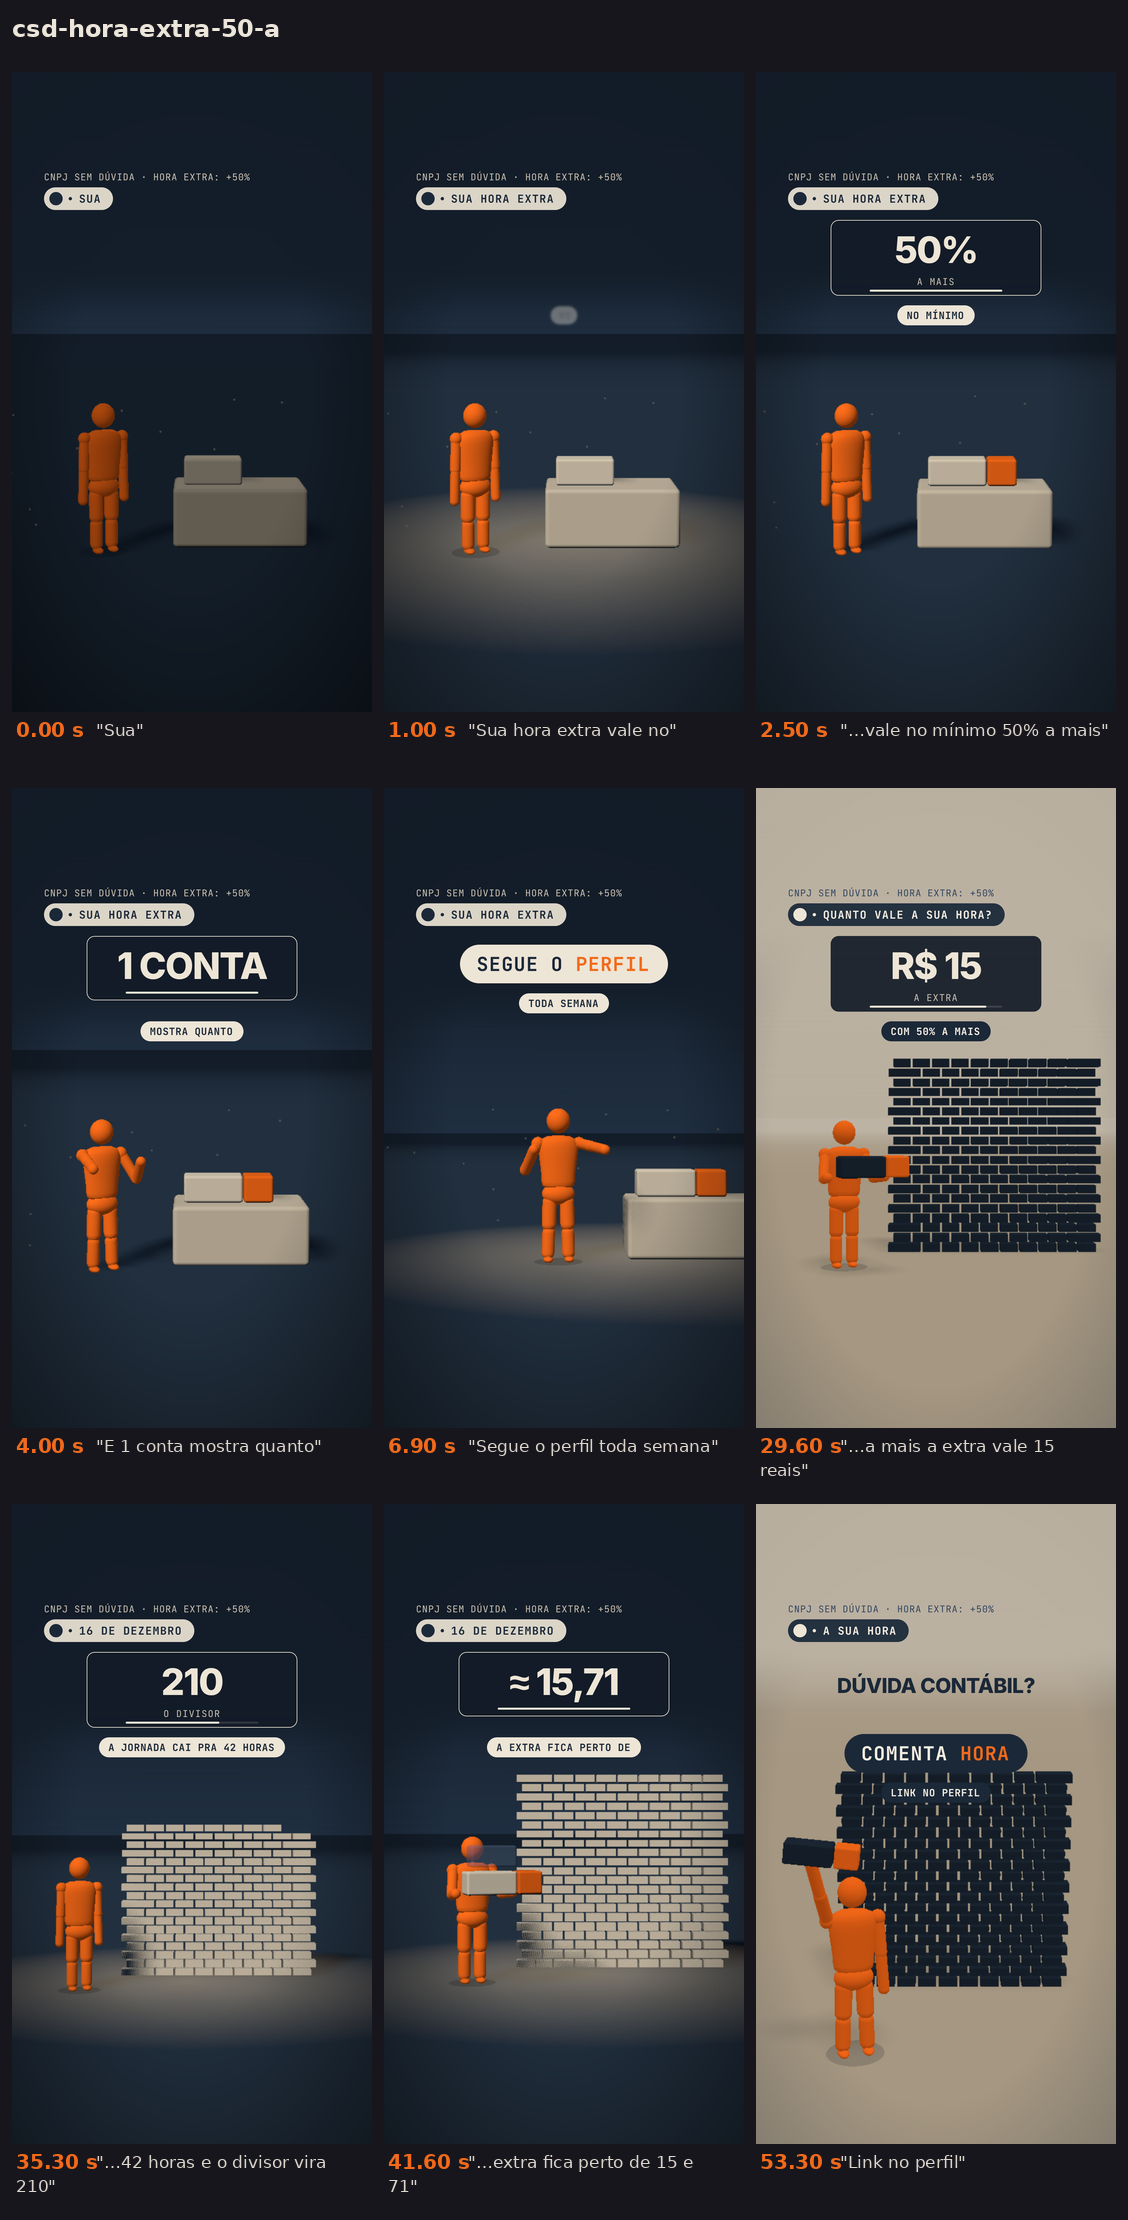 csd-hora-extra-50-a
CNPJ SEM DÚVIDA · HORA EXTRA: +50%
• SUA
0.00 s "Sua"
CNPJ SEM DÚVIDA · HORA EXTRA: +50%
• SUA HORA EXTRA
1.00 s "Sua hora extra vale no"
CNPJ SEM DÚVIDA · HORA EXTRA: +50%
• SUA HORA EXTRA
50%
A MAIS
NO MÍNIMO
2.50 s "...vale no mínimo 50% a mais"
CNPJ SEM DÚVIDA · HORA EXTRA: +50%
• SUA HORA EXTRA
1 CONTA
MOSTRA QUANTO
4.00 s "E 1 conta mostra quanto"
CNPJ SEM DÚVIDA · HORA EXTRA: +50%
• SUA HORA EXTRA
SEGUE O PERFIL
TODA SEMANA
6.90 s "Segue o perfil toda semana"
CNPJ SEM DÚVIDA · HORA EXTRA: +50%
• QUANTO VALE A SUA HORA?
R$ 15
A EXTRA
COM 50% A MAIS
29.60 s "...a mais a extra vale 15
reais"
CNPJ SEM DÚVIDA · HORA EXTRA: +50%
• 16 DE DEZEMBRO
210
O DIVISOR
A JORNADA CAI PRA 42 HORAS
35.30 s "...42 horas e o divisor vira
210"
CNPJ SEM DÚVIDA · HORA EXTRA: +50%
• 16 DE DEZEMBRO
≈ 15,71
A EXTRA FICA PERTO DE
41.60 s "...extra fica perto de 15 e
71"
CNPJ SEM DÚVIDA · HORA EXTRA: +50%
• A SUA HORA
DÚVIDA CONTÁBIL?
COMENTA HORA
LINK NO PERFIL
53.30 s "Link no perfil"